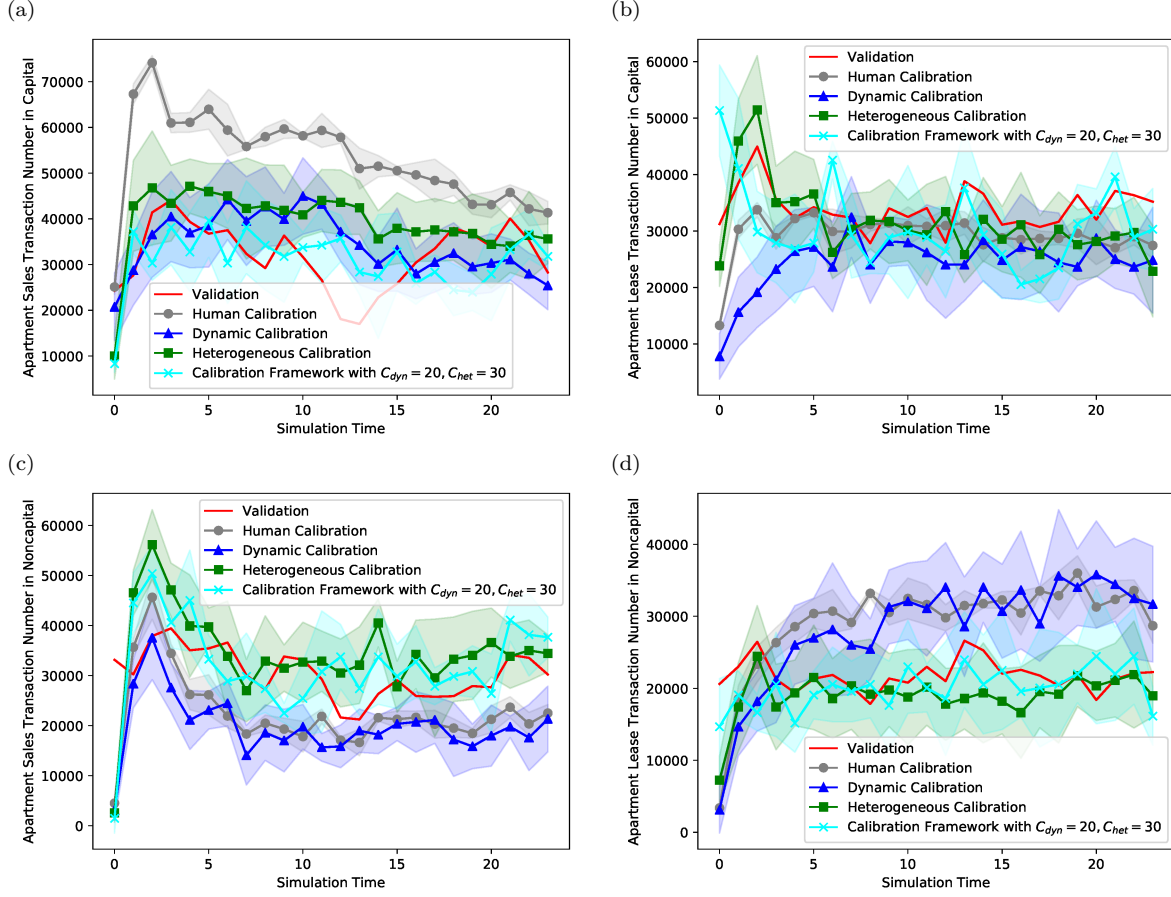 (a)
Apartment Sales Transaction Number in Capital
70000
60000
50000
40000
30000
20000
10000
Validation
Human Calibration
Dynamic Calibration
Heterogeneous Calibration
Calibration Framework with C_dyn = 20, C_het = 30
0 5 10 15 20
Simulation Time
(b)
Apartment Lease Transaction Number in Capital
60000
50000
40000
30000
20000
10000
Validation
Human Calibration
Dynamic Calibration
Heterogeneous Calibration
Calibration Framework with C_dyn = 20, C_het = 30
0 5 10 15 20
Simulation Time
(c)
Apartment Sales Transaction Number in Noncapital
60000
50000
40000
30000
20000
10000
0
Validation
Human Calibration
Dynamic Calibration
Heterogeneous Calibration
Calibration Framework with C_dyn = 20, C_het = 30
0 5 10 15 20
Simulation Time
(d)
Apartment Lease Transaction Number in Noncapital
40000
30000
20000
10000
0
Validation
Human Calibration
Dynamic Calibration
Heterogeneous Calibration
Calibration Framework with C_dyn = 20, C_het = 30
0 5 10 15 20
Simulation Time